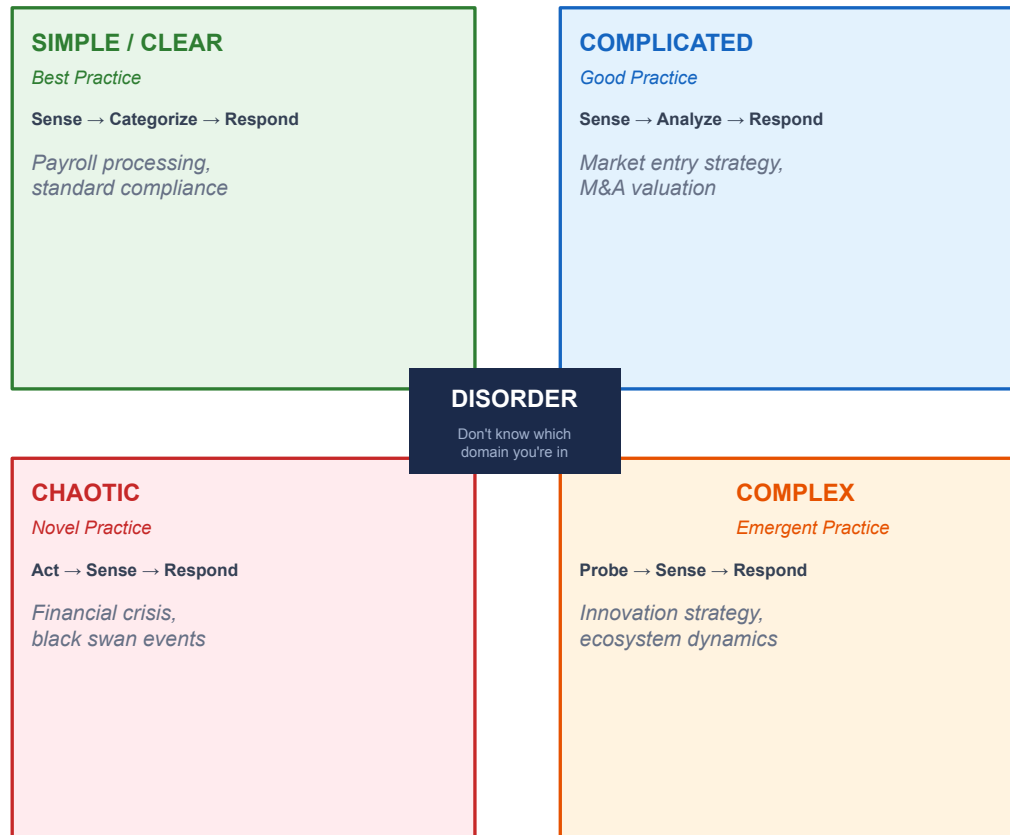 SIMPLE / CLEAR
Best Practice
Sense → Categorize → Respond
Payroll processing,
standard compliance
COMPLICATED
Good Practice
Sense → Analyze → Respond
Market entry strategy,
M&A valuation
DISORDER
Don't know which
domain you're in
CHAOTIC
Novel Practice
Act → Sense → Respond
Financial crisis,
black swan events
COMPLEX
Emergent Practice
Probe → Sense → Respond
Innovation strategy,
ecosystem dynamics